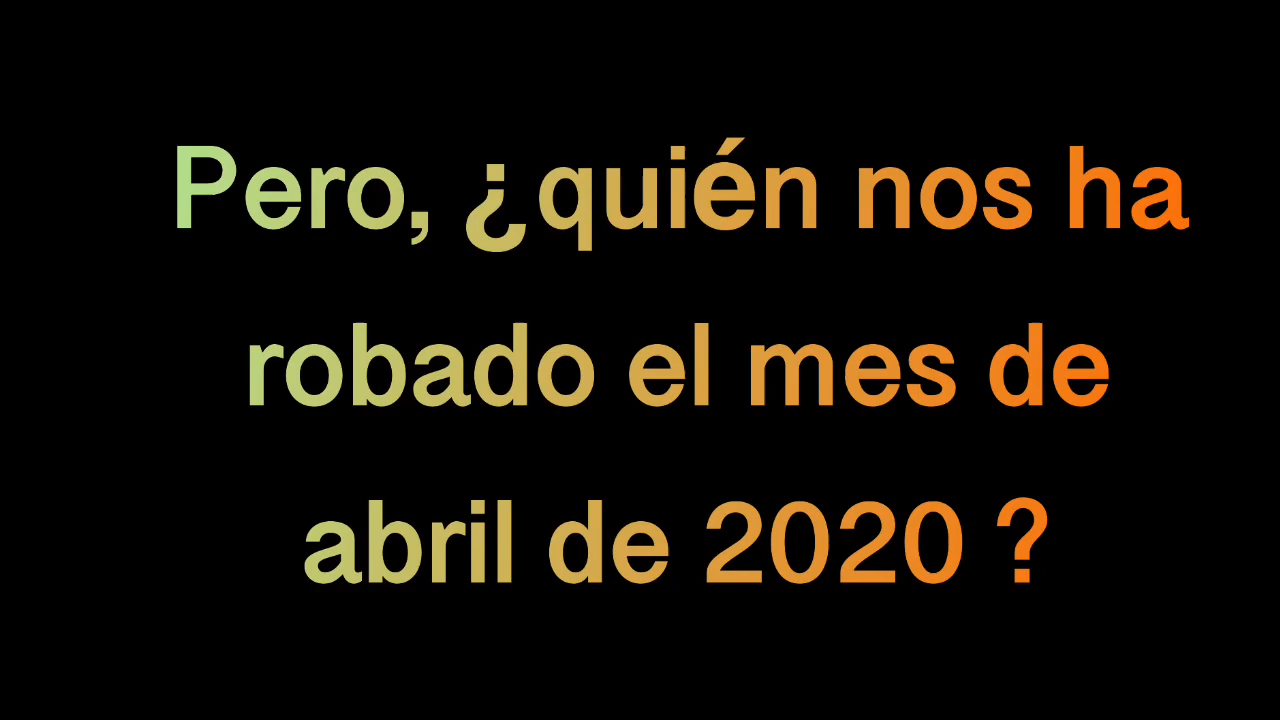 Pero, ¿quién nos ha
robado el mes de
abril de 2020 ?